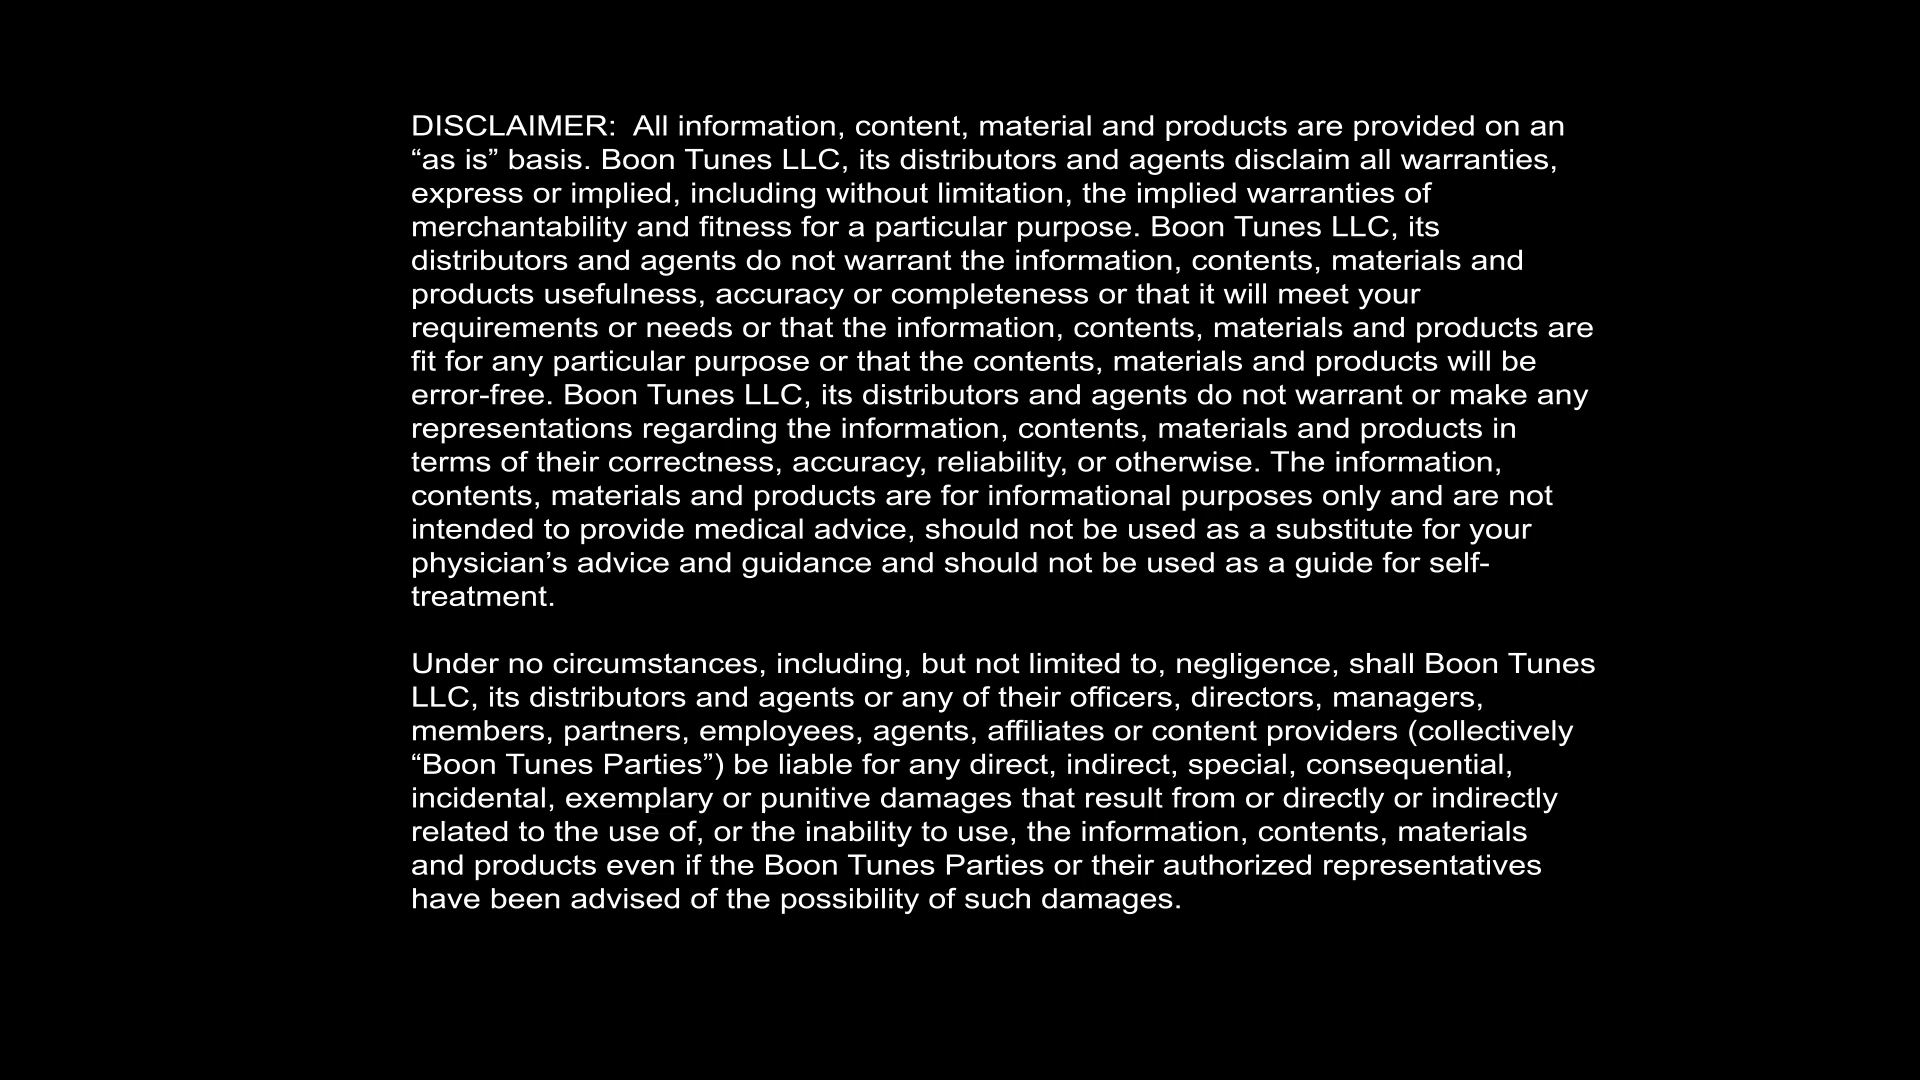 DISCLAIMER:  All information, content, material and products are provided on an
“as is” basis. Boon Tunes LLC, its distributors and agents disclaim all warranties,
express or implied, including without limitation, the implied warranties of
merchantability and fitness for a particular purpose. Boon Tunes LLC, its
distributors and agents do not warrant the information, contents, materials and
products usefulness, accuracy or completeness or that it will meet your
requirements or needs or that the information, contents, materials and products are
fit for any particular purpose or that the contents, materials and products will be
error-free. Boon Tunes LLC, its distributors and agents do not warrant or make any
representations regarding the information, contents, materials and products in
terms of their correctness, accuracy, reliability, or otherwise. The information,
contents, materials and products are for informational purposes only and are not
intended to provide medical advice, should not be used as a substitute for your
physician’s advice and guidance and should not be used as a guide for self-
treatment.
Under no circumstances, including, but not limited to, negligence, shall Boon Tunes
LLC, its distributors and agents or any of their officers, directors, managers,
members, partners, employees, agents, affiliates or content providers (collectively
“Boon Tunes Parties”) be liable for any direct, indirect, special, consequential,
incidental, exemplary or punitive damages that result from or directly or indirectly
related to the use of, or the inability to use, the information, contents, materials
and products even if the Boon Tunes Parties or their authorized representatives
have been advised of the possibility of such damages.